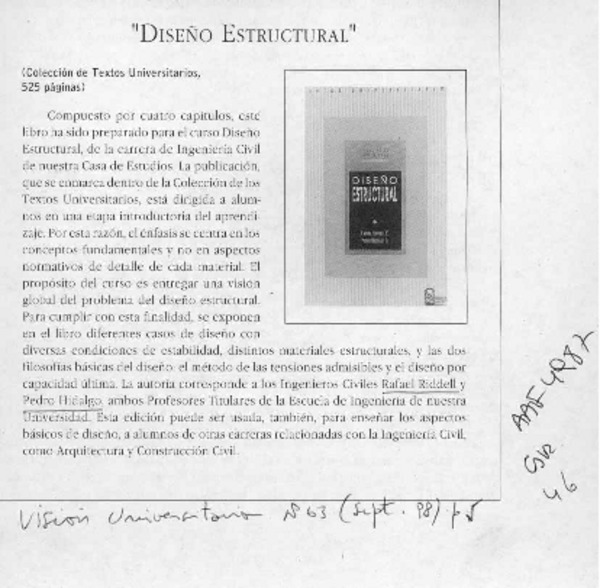 "DISEÑO ESTRUCTURAL"
(Colección de Textos Universitarios,
525 páginas)
Compuesto por cuatro capítulos, este
libro ha sido preparado para el curso Diseño
Estructural, de la carrera de Ingeniería Civil
de nuestra Casa de Estudios. La publicación,
que se enmarca dentro de la Colección de los
Textos Universitarios, está dirigida a alum-
nos en una etapa introductoria del aprendi-
zaje. Por esta razón, el énfasis se centra en los
conceptos fundamentales y no en aspectos
normativos de detalle de cada material. El
propósito del curso es entregar una visión
global del problema del diseño estructural.
Para cumplir con esta finalidad, se exponen
en el libro diferentes casos de diseño con
diversas condiciones de estabilidad, distintos materiales estructurales, y las dos
filosofías básicas del diseño: el método de las tensiones admisibles y el diseño por
capacidad última. La autoría corresponde a los Ingenieros Civiles Rafael Riddell y
Pedro Hidalgo, ambos Profesores Titulares de la Escuela de Ingeniería de nuestra
Universidad. Esta edición puede ser usada, también, para enseñar los aspectos
básicos de diseño, a alumnos de otras carreras relacionadas con la Ingeniería Civil,
como Arquitectura y Construcción Civil.
DISEÑO
ESTRUCTURAL
Visión Universitaria Nº 63 (Sept. 98) p